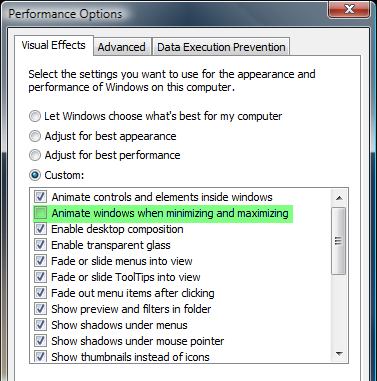 Performance Options
Visual Effects Advanced Data Execution Prevention
Select the settings you want to use for the appearance and
performance of Windows on this computer.
Let Windows choose what's best for my computer
Adjust for best appearance
Adjust for best performance
Custom:
Animate controls and elements inside windows
Animate windows when minimizing and maximizing
Enable desktop composition
Enable transparent glass
Fade or slide menus into view
Fade or slide ToolTips into view
Fade out menu items after clicking
Show preview and filters in folder
Show shadows under menus
Show shadows under mouse pointer
Show thumbnails instead of icons